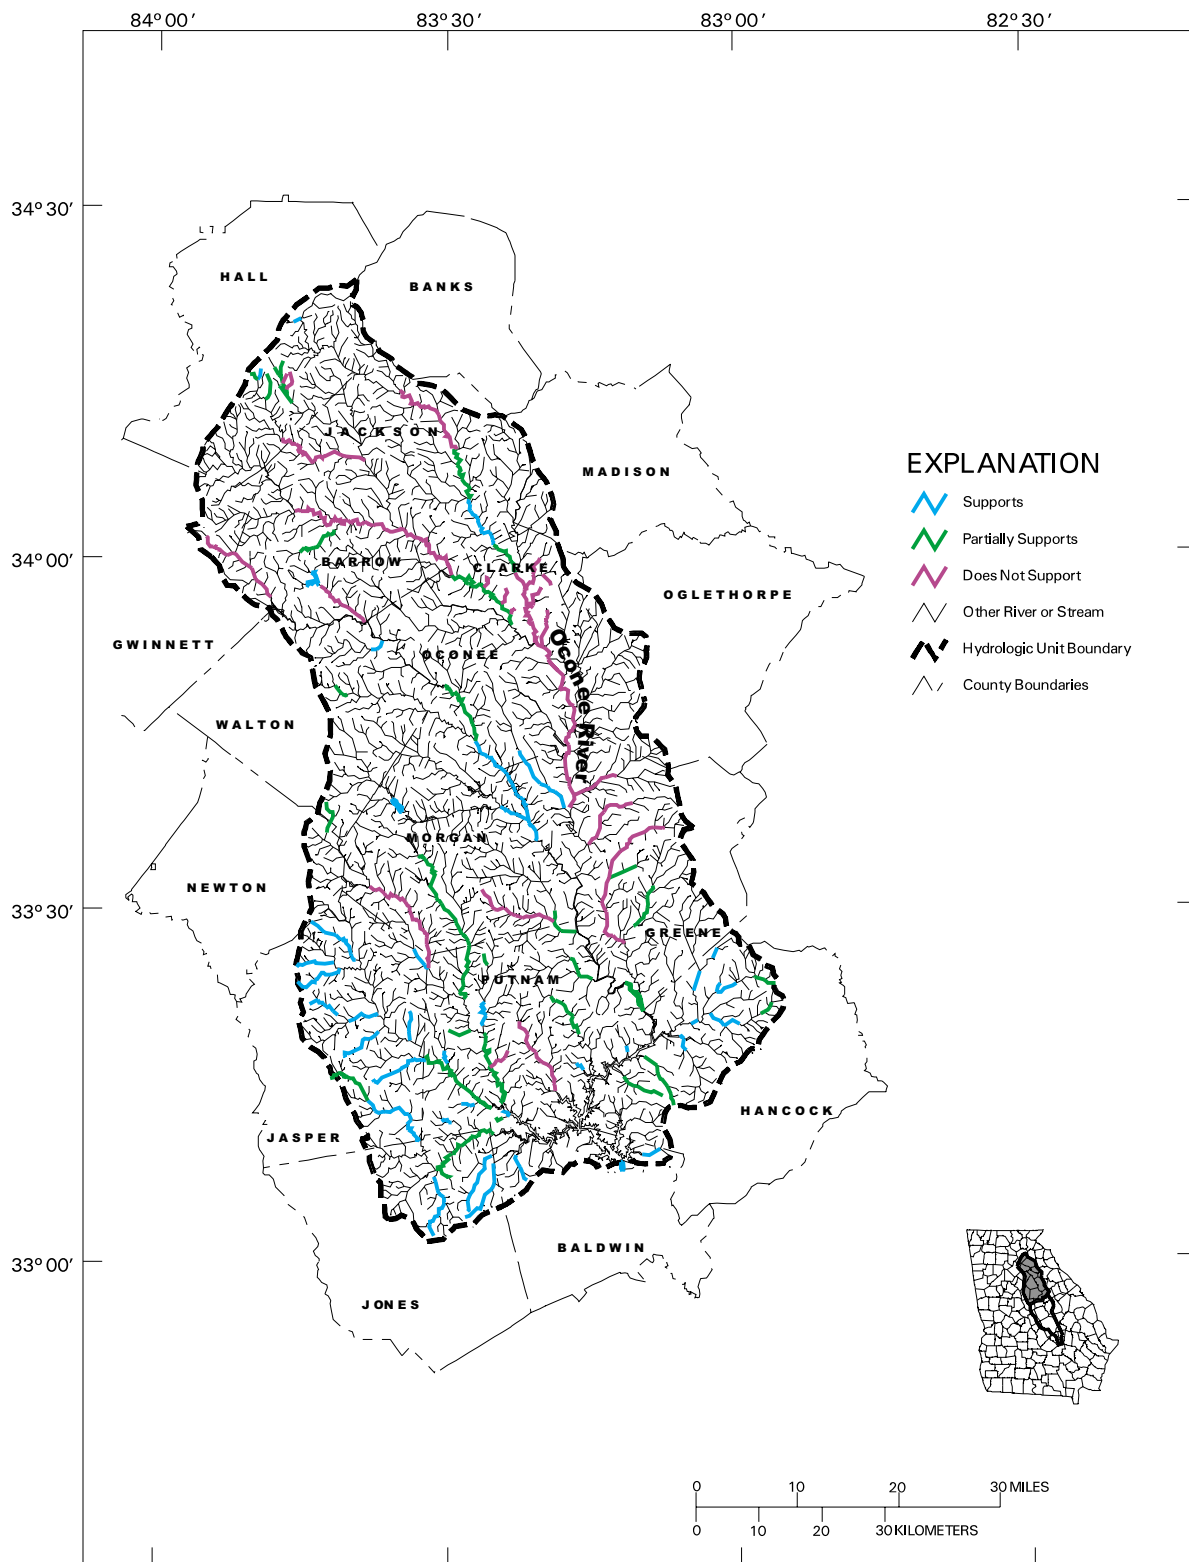 84° 00′ 83° 30′ 83° 00′ 82° 30′
34° 30′
HALL
BANKS
JACKSON
MADISON
EXPLANATION
Supports
Partially Supports
Does Not Support
Other River or Stream
Hydrologic Unit Boundary
County Boundaries
34° 00′
BARROW
CLARKE
OGLETHORPE
GWINNETT
OCONEE
Oconee River
WALTON
MORGAN
NEWTON
33° 30′
GREENE
PUTNAM
HANCOCK
JASPER
BALDWIN
33° 00′
JONES
0 10 20 30 MILES
0 10 20 30 KILOMETERS